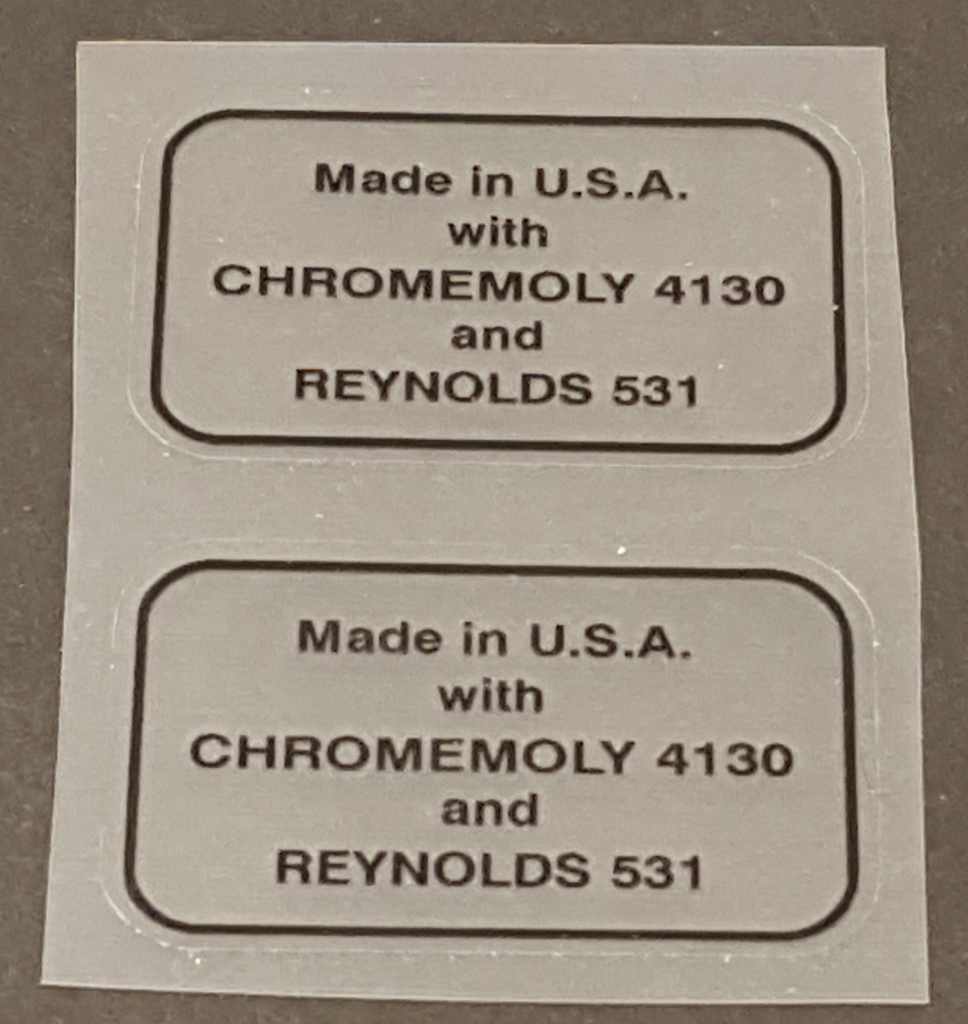 Made in U.S.A.
with
CHROMEMOLY 4130
and
REYNOLDS 531
Made in U.S.A.
with
CHROMEMOLY 4130
and
REYNOLDS 531